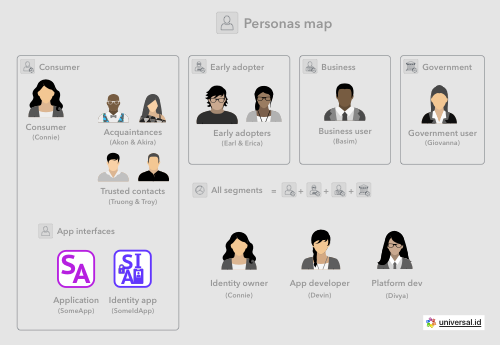 Personas map
Consumer
Early adopter
Business
Government
Consumer
(Connie)
Acquaintances
(Akon & Akira)
Early adopters
(Earl & Erica)
Business user
(Basim)
Government user
(Giovanna)
Trusted contacts
(Truong & Troy)
All segments = + + +
App interfaces
SA
SI
AI
Application
(SomeApp)
Identity app
(SomeIdApp)
Identity owner
(Connie)
App developer
(Devin)
Platform dev
(Divya)
universal.id